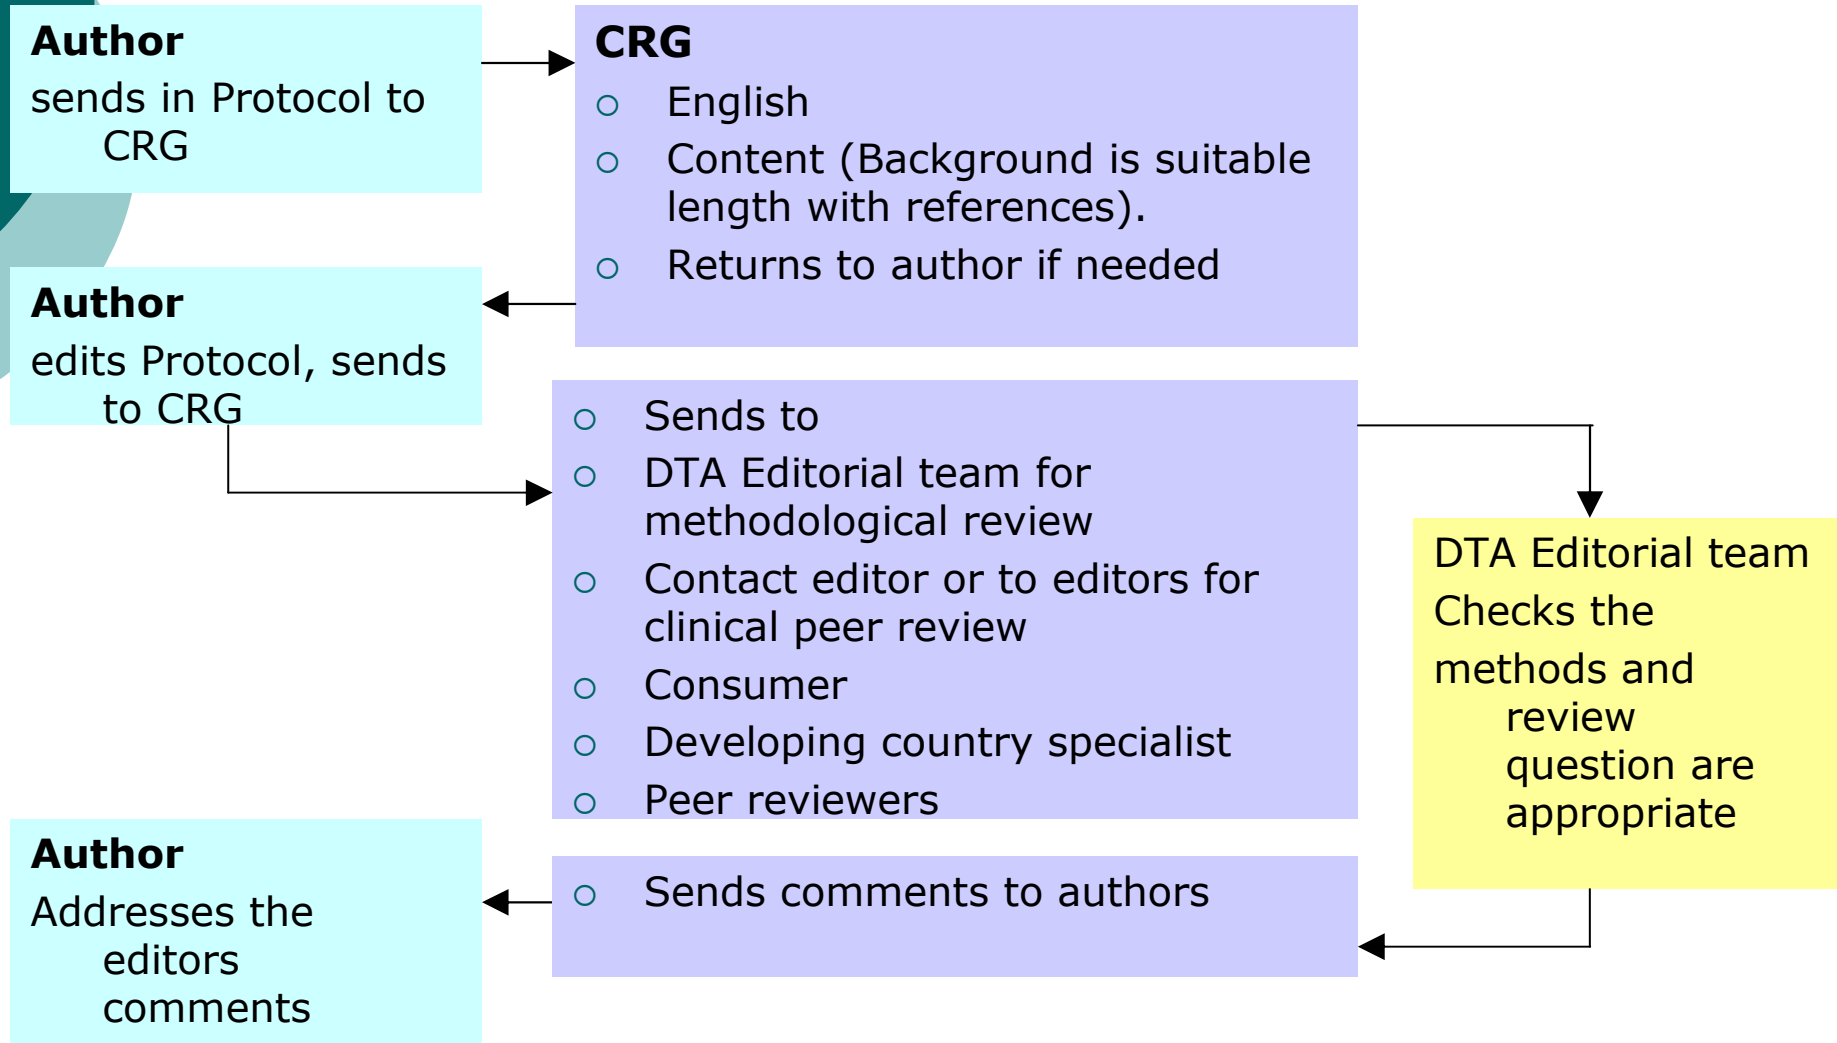 Author
sends in Protocol to
CRG
CRG
English
Content (Background is suitable
length with references).
Returns to author if needed
Author
edits Protocol, sends
to CRG
Sends to
DTA Editorial team for
methodological review
Contact editor or to editors for
clinical peer review
Consumer
Developing country specialist
Peer reviewers
DTA Editorial team
Checks the
methods and
review
question are
appropriate
Sends comments to authors
Author
Addresses the
editors
comments